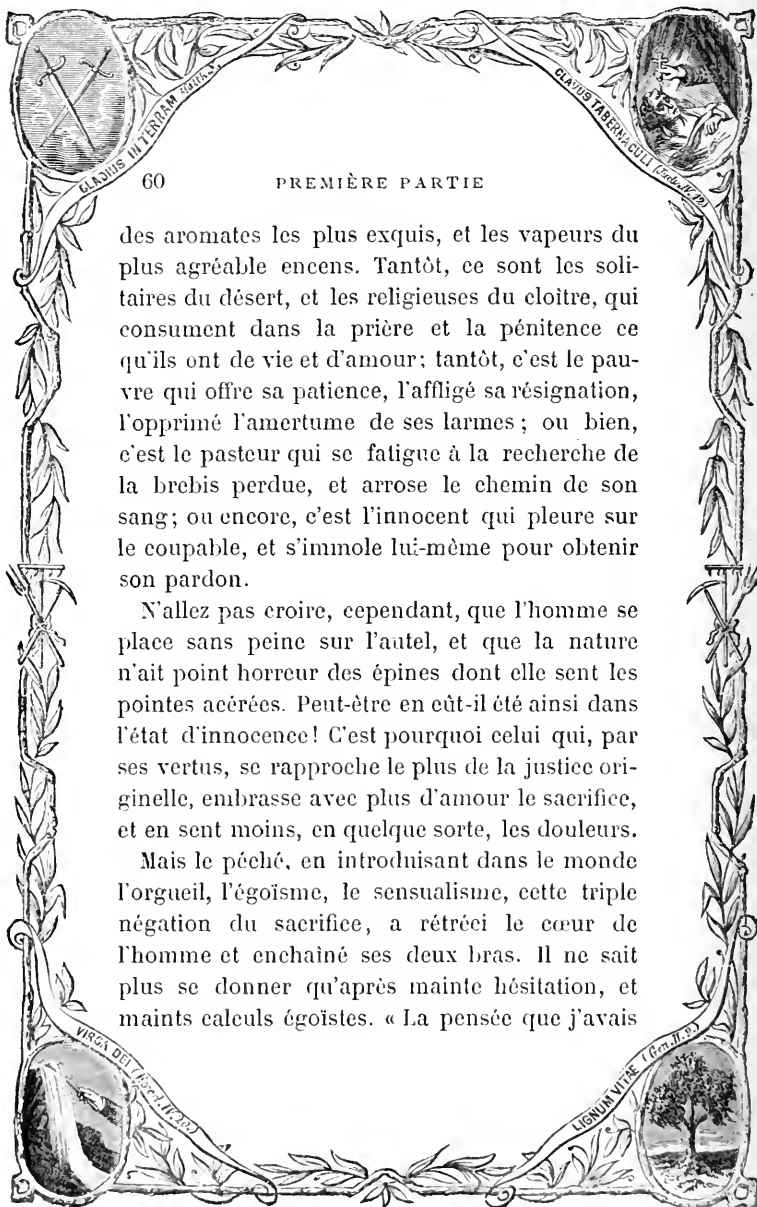 GLADIUS IN TERRAM
CLAVUS TABERNACULI
60 PREMIÈRE PARTIE
des aromates les plus exquis, et les vapeurs du
plus agréable encens. Tantôt, ce sont les soli-
taires du désert, et les religieuses du cloître, qui
consument dans la prière et la pénitence ce
qu'ils ont de vie et d'amour; tantôt, c'est le pau-
vre qui offre sa patience, l'affligé sa résignation,
l'opprimé l'amertume de ses larmes; ou bien,
c'est le pasteur qui se fatigue à la recherche de
la brebis perdue, et arrose le chemin de son
sang; ou encore, c'est l'innocent qui pleure sur
le coupable, et s'immole lui-même pour obtenir
son pardon.
N'allez pas croire, cependant, que l'homme se
place sans peine sur l'autel, et que la nature
n'ait point horreur des épines dont elle sent les
pointes acérées. Peut-être en eût-il été ainsi dans
l'état d'innocence! C'est pourquoi celui qui, par
ses vertus, se rapproche le plus de la justice ori-
ginelle, embrasse avec plus d'amour le sacrifice,
et en sent moins, en quelque sorte, les douleurs.
Mais le péché, en introduisant dans le monde
l'orgueil, l'égoïsme, le sensualisme, cette triple
négation du sacrifice, a rétréci le cœur de
l'homme et enchaîné ses deux bras. Il ne sait
plus se donner qu'après mainte hésitation, et
maints calculs égoïstes. « La pensée que j'avais
VIRGA DEI
LIGNUM VITAE (Gen. II. 9.)